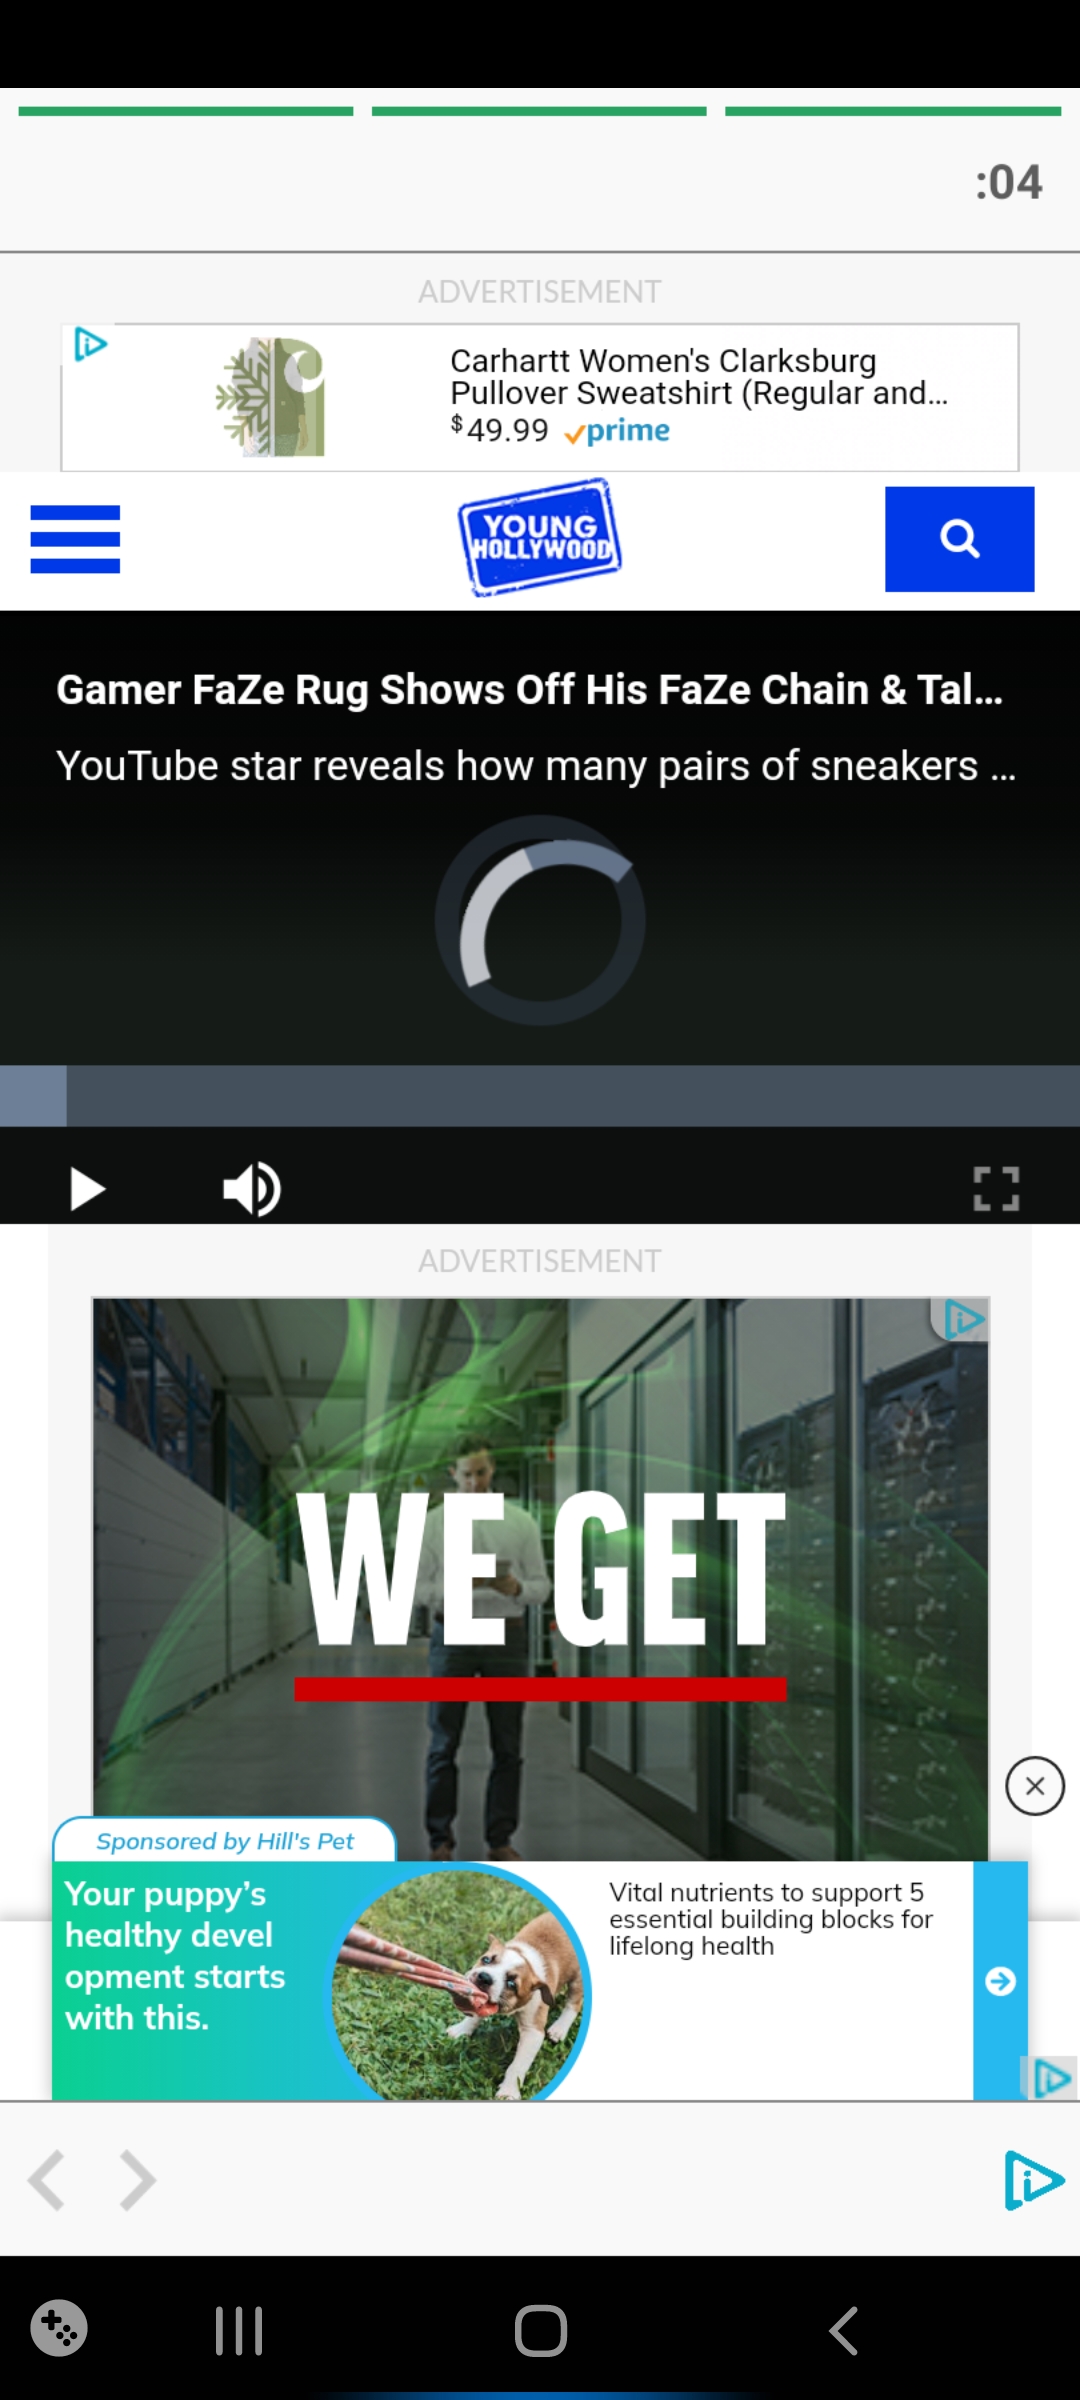 :04
ADVERTISEMENT
Carhartt Women's Clarksburg
Pullover Sweatshirt (Regular and...
$49.99 prime
YOUNG
HOLLYWOOD
Gamer FaZe Rug Shows Off His FaZe Chain & Tal...
YouTube star reveals how many pairs of sneakers ...
ADVERTISEMENT
WE GET
Sponsored by Hill's Pet
Your puppy's
healthy devel
opment starts
with this.
Vital nutrients to support 5
essential building blocks for
lifelong health